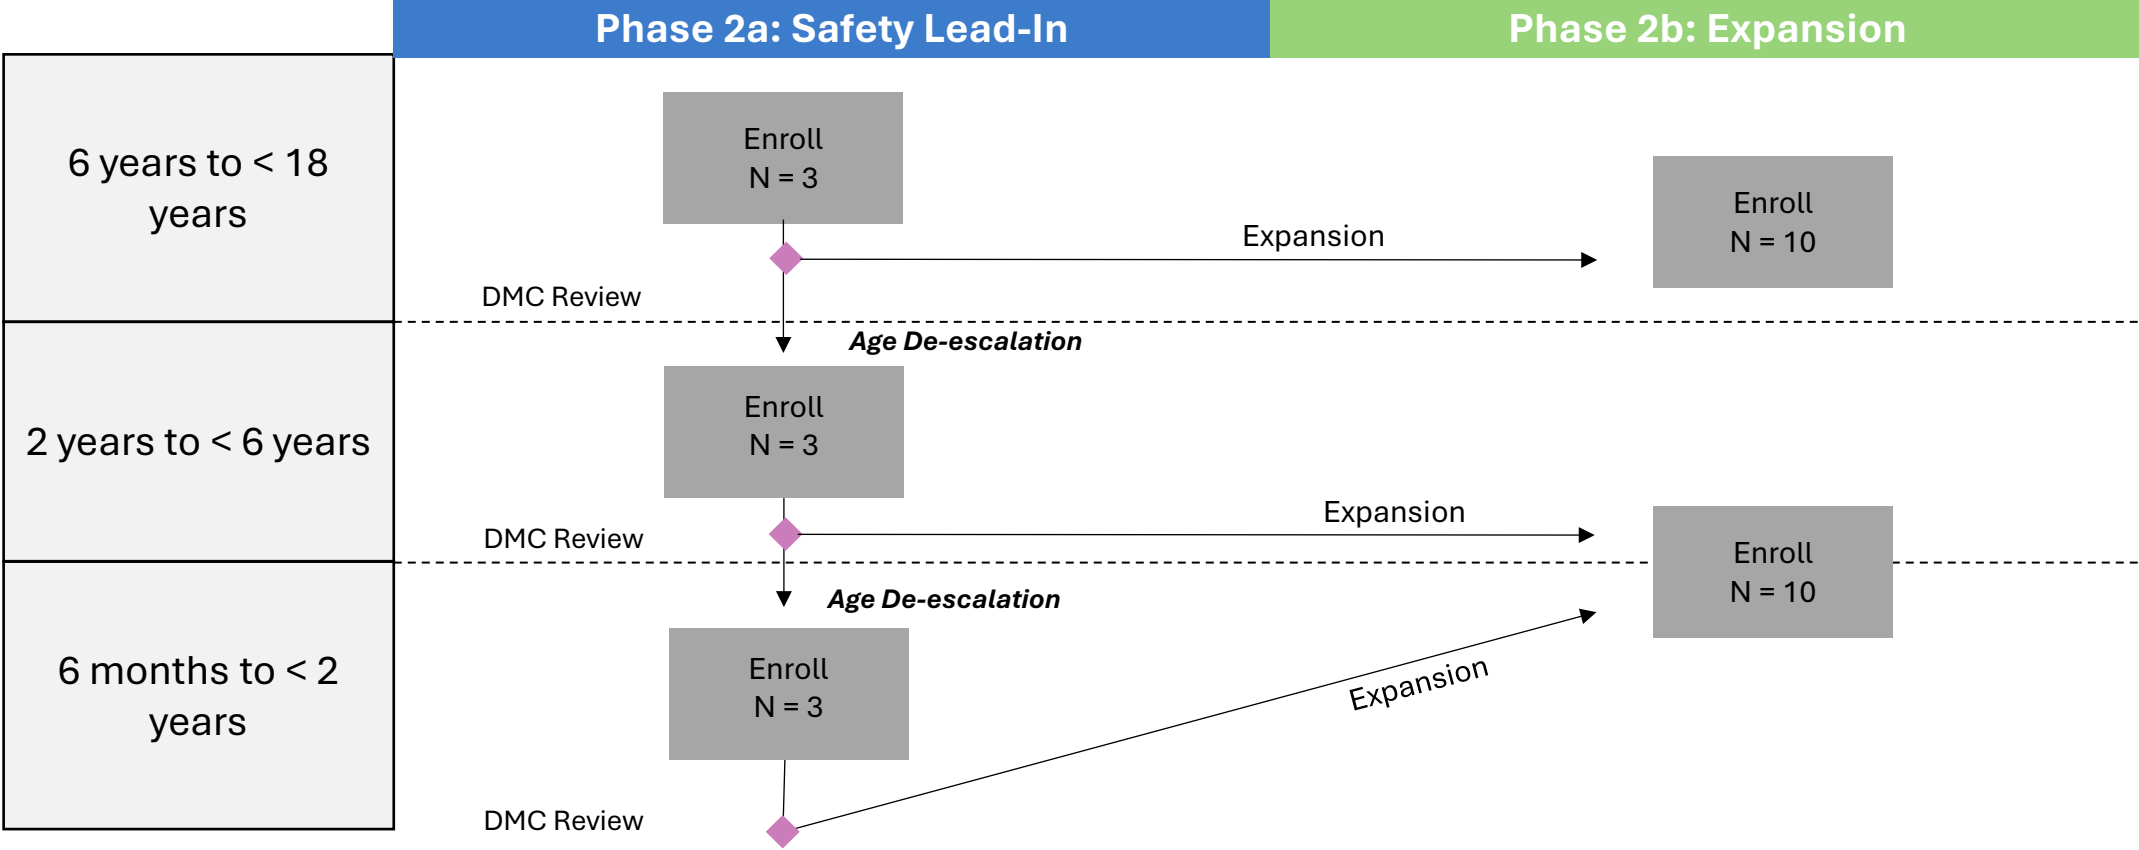 Phase 2a: Safety Lead-In
Phase 2b: Expansion
6 years to < 18
years
Enroll
N = 3
Expansion
Enroll
N = 10
DMC Review
Age De-escalation
2 years to < 6 years
Enroll
N = 3
Expansion
DMC Review
Enroll
N = 10
Age De-escalation
6 months to < 2
years
Enroll
N = 3
Expansion
DMC Review